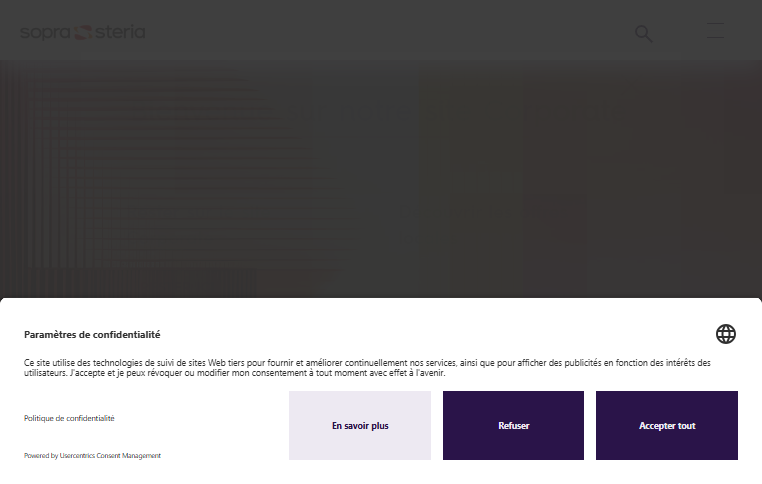 sopra steria
Paramètres de confidentialité
Ce site utilise des technologies de suivi de sites Web tiers pour fournir et améliorer continuellement nos services, ainsi que pour afficher des publicités en fonction des intérêts des
utilisateurs. J'accepte et je peux révoquer ou modifier mon consentement à tout moment avec effet à l'avenir.
Politique de confidentialité
En savoir plus
Refuser
Accepter tout
Powered by Usercentrics Consent Management